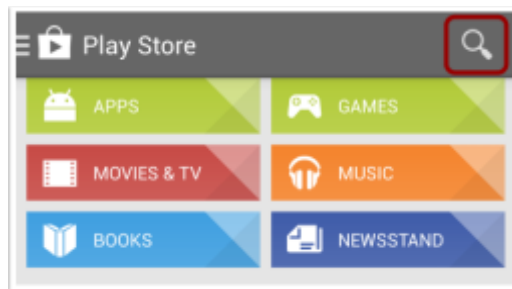 Play Store
APPS
GAMES
MOVIES & TV
MUSIC
BOOKS
NEWSSTAND